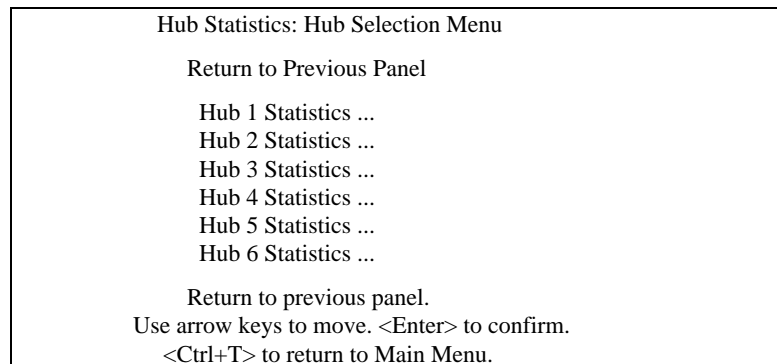 Hub Statistics: Hub Selection Menu
Return to Previous Panel
Hub 1 Statistics ...
Hub 2 Statistics ...
Hub 3 Statistics ...
Hub 4 Statistics ...
Hub 5 Statistics ...
Hub 6 Statistics ...
Return to previous panel.
Use arrow keys to move. <Enter> to confirm.
<Ctrl+T> to return to Main Menu.